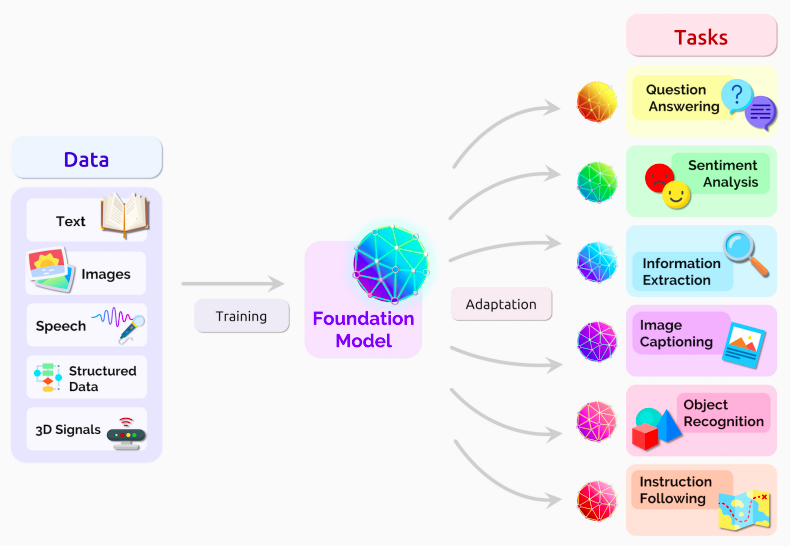 Data
Text
Images
Speech
Structured
Data
3D Signals
Training
Foundation
Model
Adaptation
Tasks
Question
Answering
Sentiment
Analysis
Information
Extraction
Image
Captioning
Object
Recognition
Instruction
Following